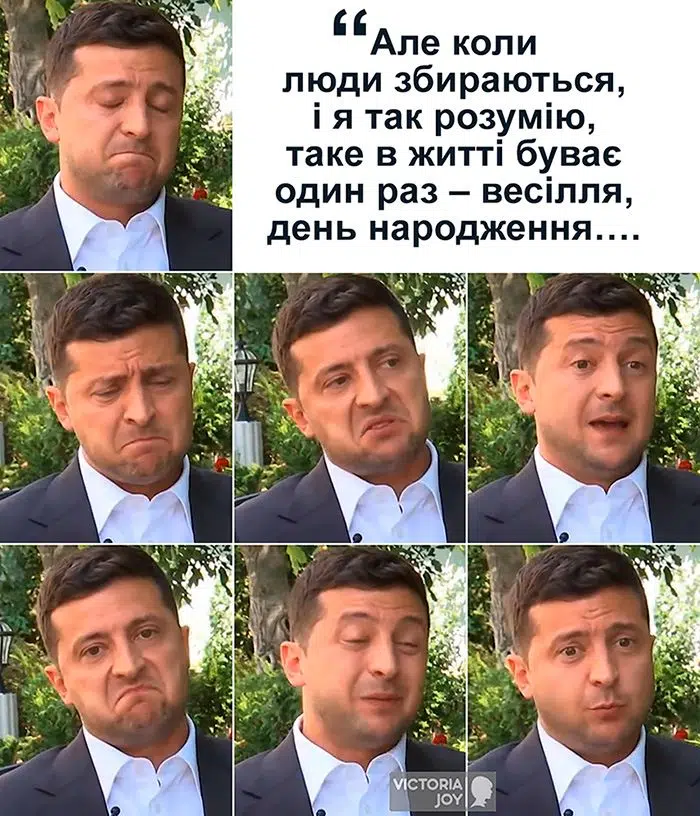 “Але коли
люди збираються,
і я так розумію,
таке в житті буває
один раз – весілля,
день народження….
VICTORIA
JOY